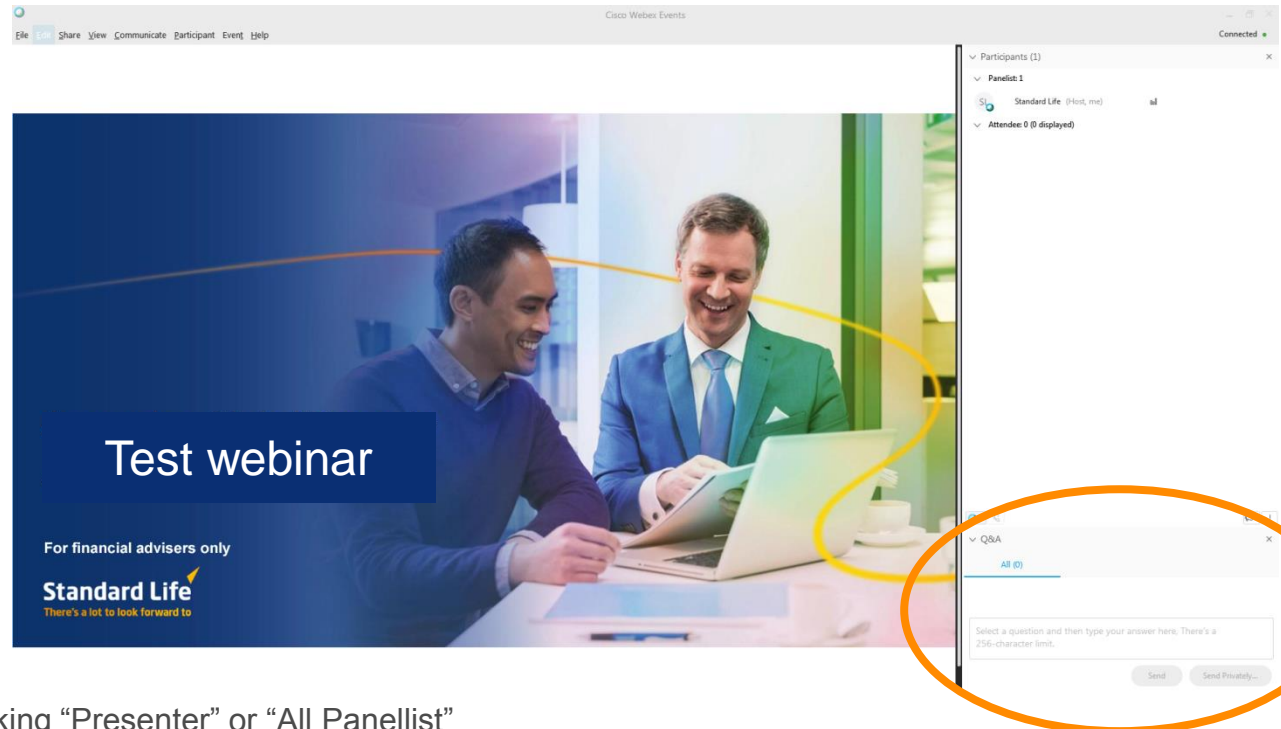 Cisco Webex Events
File Edit Share View Communicate Participant Event Help
Connected
Participants (1)
Panelist: 1
Standard Life (Host, me)
Attendee: 0 (0 displayed)
Test webinar
For financial advisers only
Standard Life
There's a lot to look forward to
Q&A
All (0)
Select a question and then type your answer here, There's a
256-character limit.
Send Send Privately...
king “Presenter” or “All Panellist”